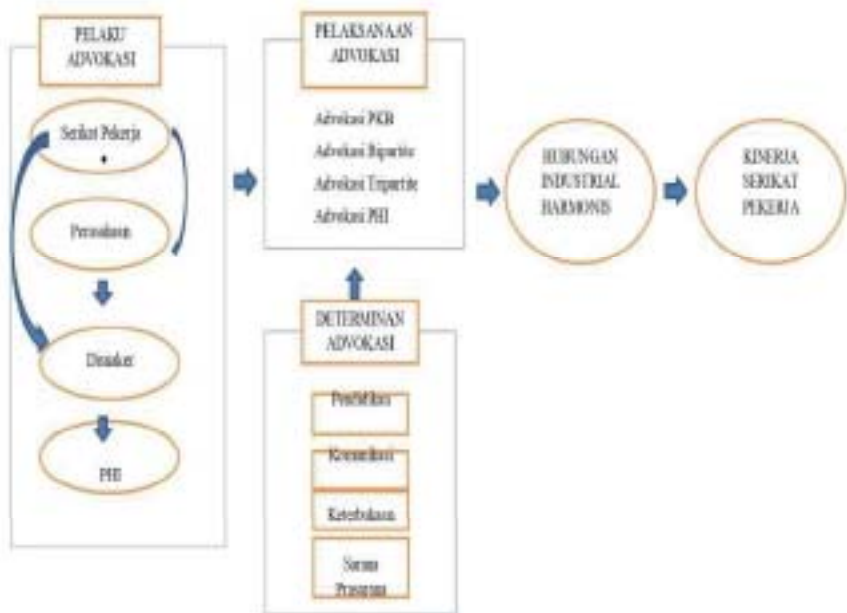 PELAKU
ADVOKASI
Serikat Pekerja
Perusahaan
Disnaker
PHI
PELAKSANAAN
ADVOKASI
Advokasi PKB
Advokasi Bipartite
Advokasi Tripartite
Advokasi PHI
DETERMINAN
ADVOKASI
Pendidikan
Komunikasi
Keterbukaan
Sarana
Prasarana
HUBUNGAN
INDUSTRIAL
HARMONIS
KINERJA
SERIKAT
PEKERJA